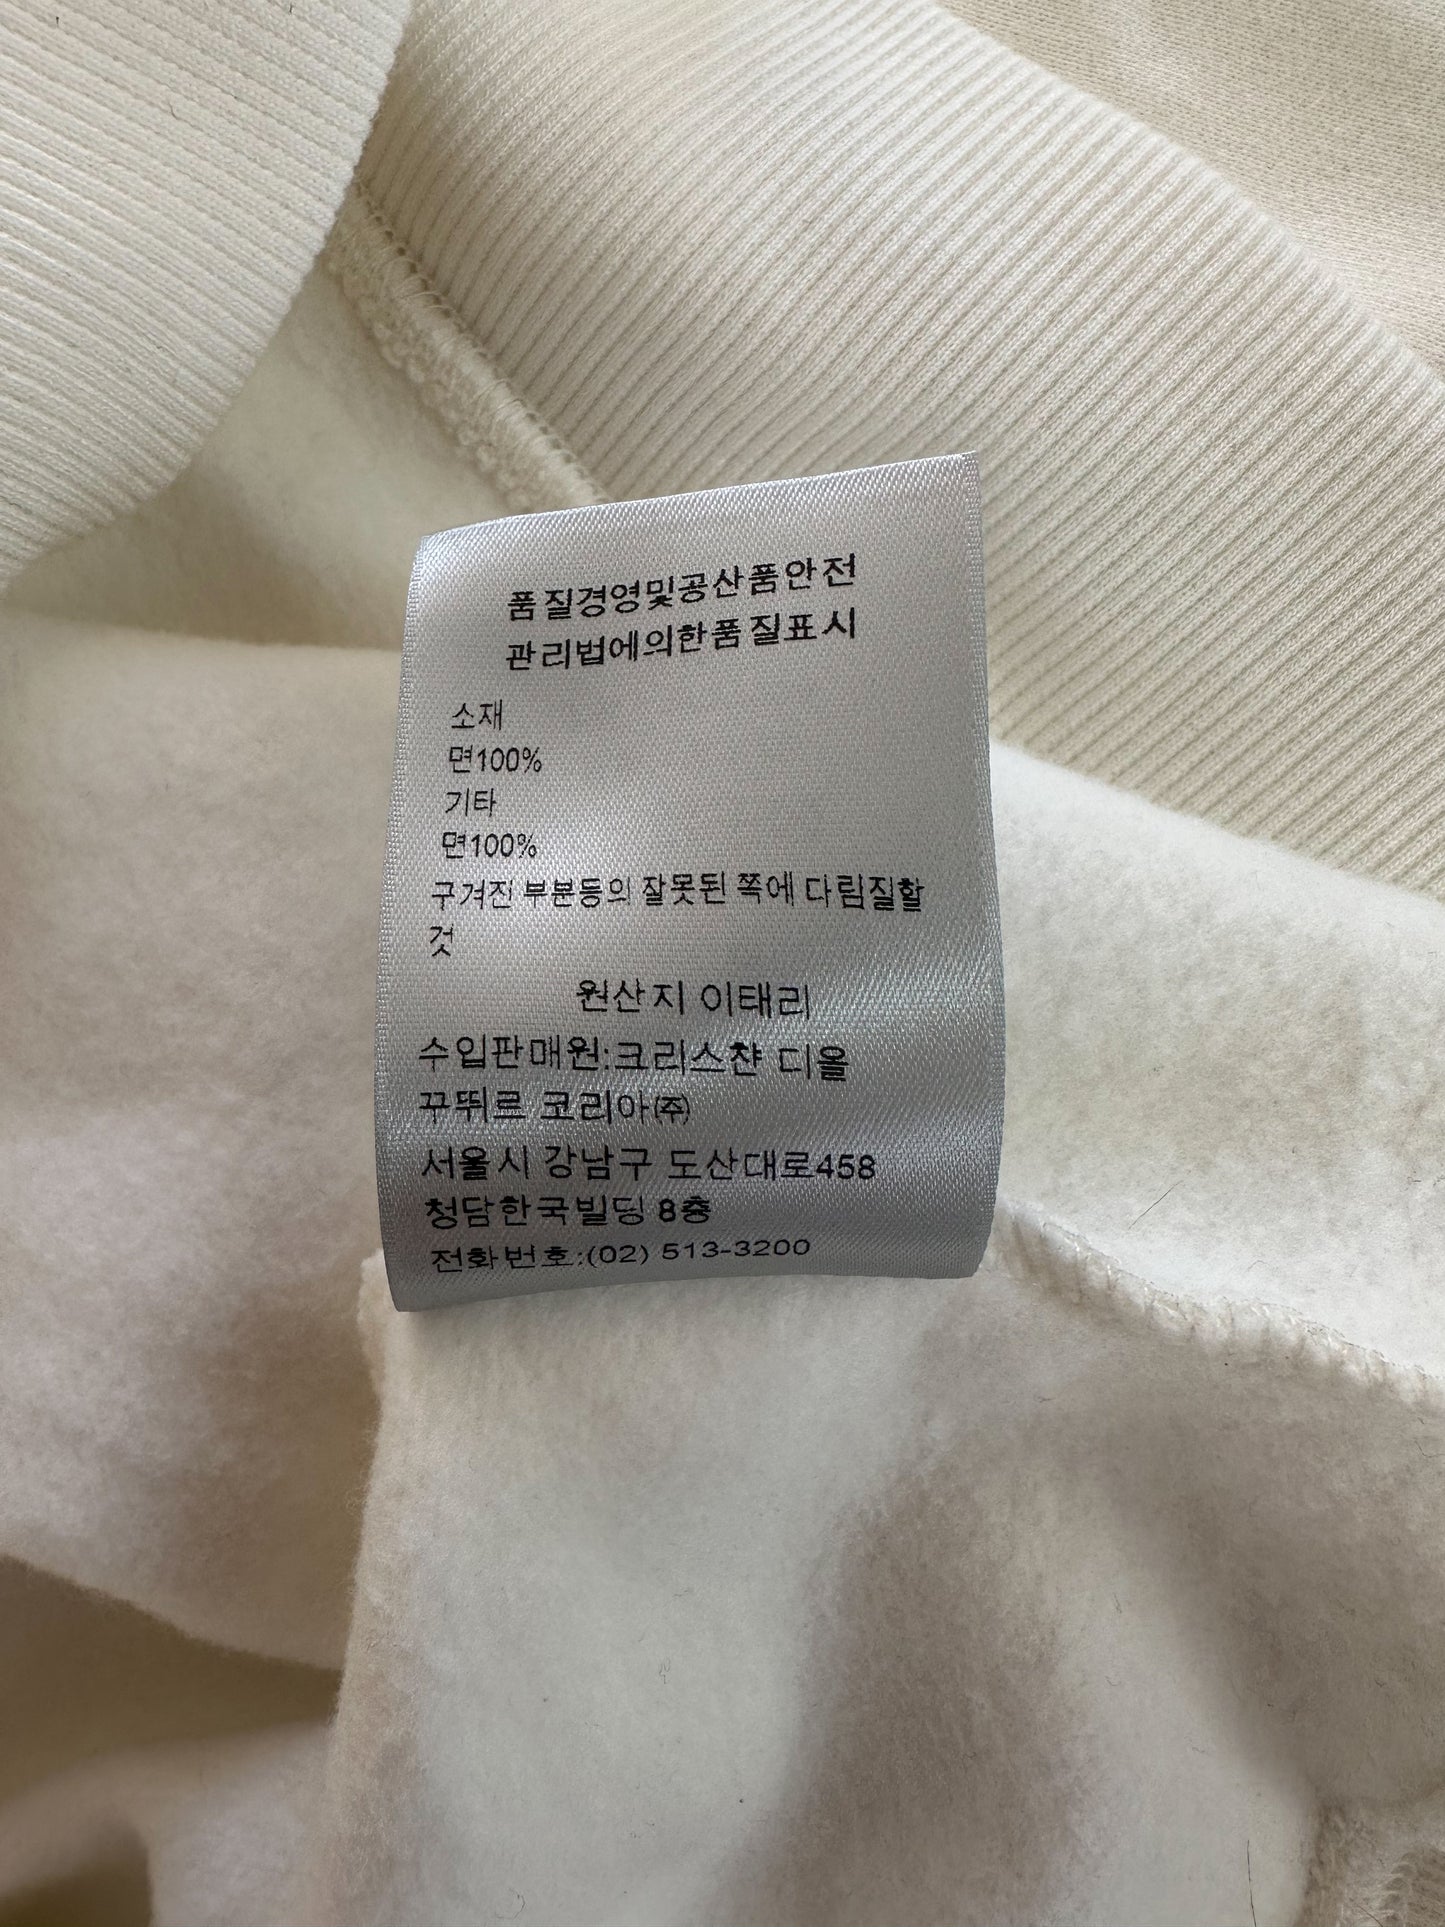 품질경영및공산품안전
관리법에의한품질표시
소재
면100%
기타
면100%
구겨진 부분등의 잘못된 쪽에 다림질할
것
원산지 이태리
수입판매원:크리스챤 디올
꾸뛰르 코리아㈜
서울시 강남구 도산대로458
청담한국빌딩 8층
전화번호:(02) 513-3200